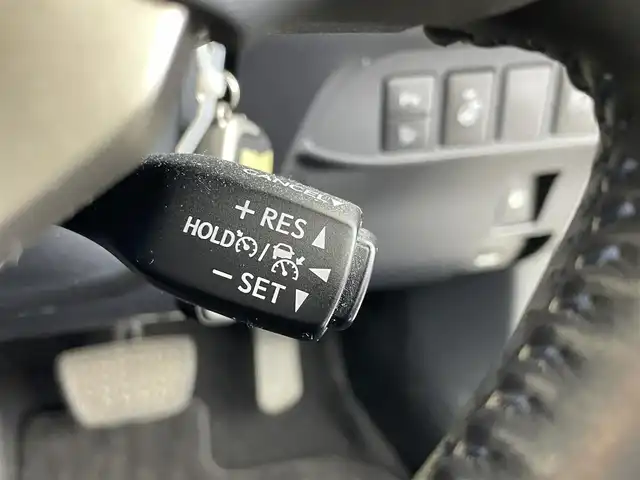 CANCEL
+ RES ▲
HOLD / ◀
− SET ▼